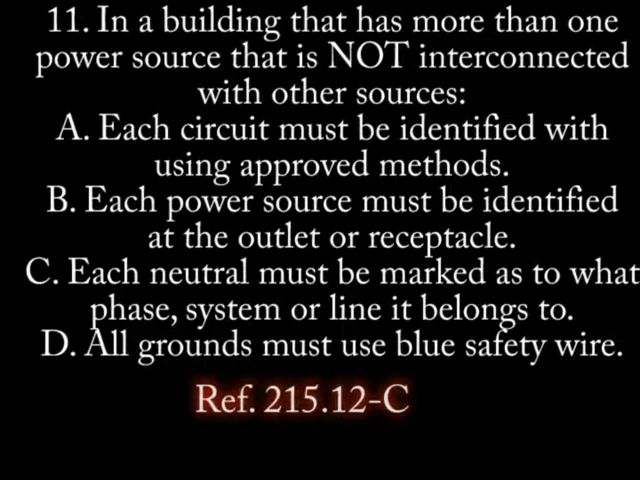 11. In a building that has more than one
power source that is NOT interconnected
with other sources:
A. Each circuit must be identified with
using approved methods.
B. Each power source must be identified
at the outlet or receptacle.
C. Each neutral must be marked as to what
phase, system or line it belongs to.
D. All grounds must use blue safety wire.
Ref. 215.12-C